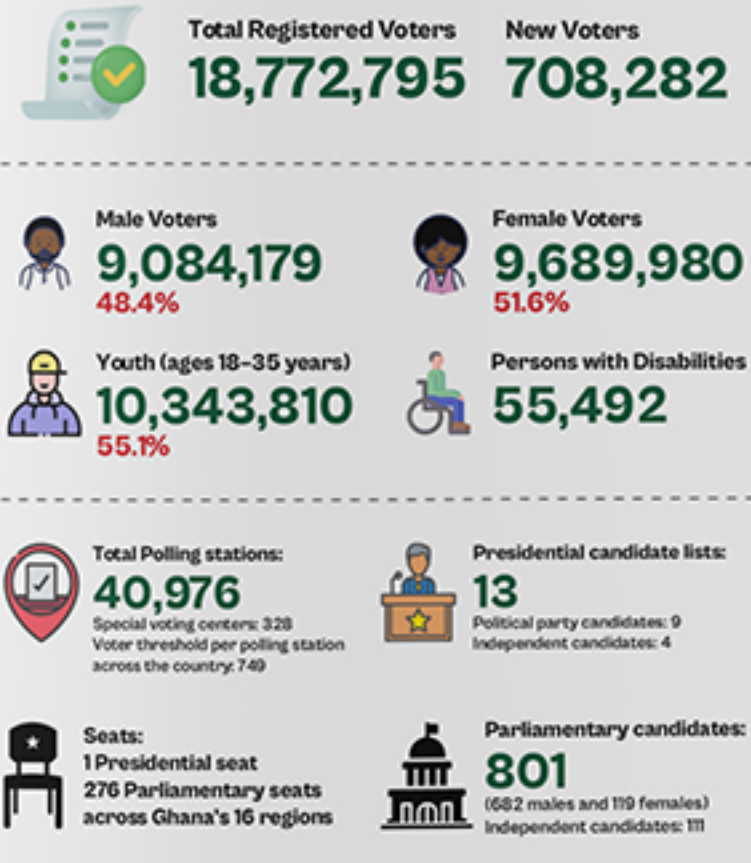 Total Registered Voters
18,772,795
New Voters
708,282
Male Voters
9,084,179
48.4%
Female Voters
9,689,980
51.6%
Youth (ages 18–35 years)
10,343,810
55.1%
Persons with Disabilities
55,492
Total Polling stations:
40,976
Special voting centers: 328
Voter threshold per polling station
across the country: 749
Presidential candidate lists:
13
Political party candidates: 9
Independent candidates: 4
Seats:
1 Presidential seat
276 Parliamentary seats
across Ghana's 16 regions
Parliamentary candidates:
801
(682 males and 119 females)
Independent candidates: 111